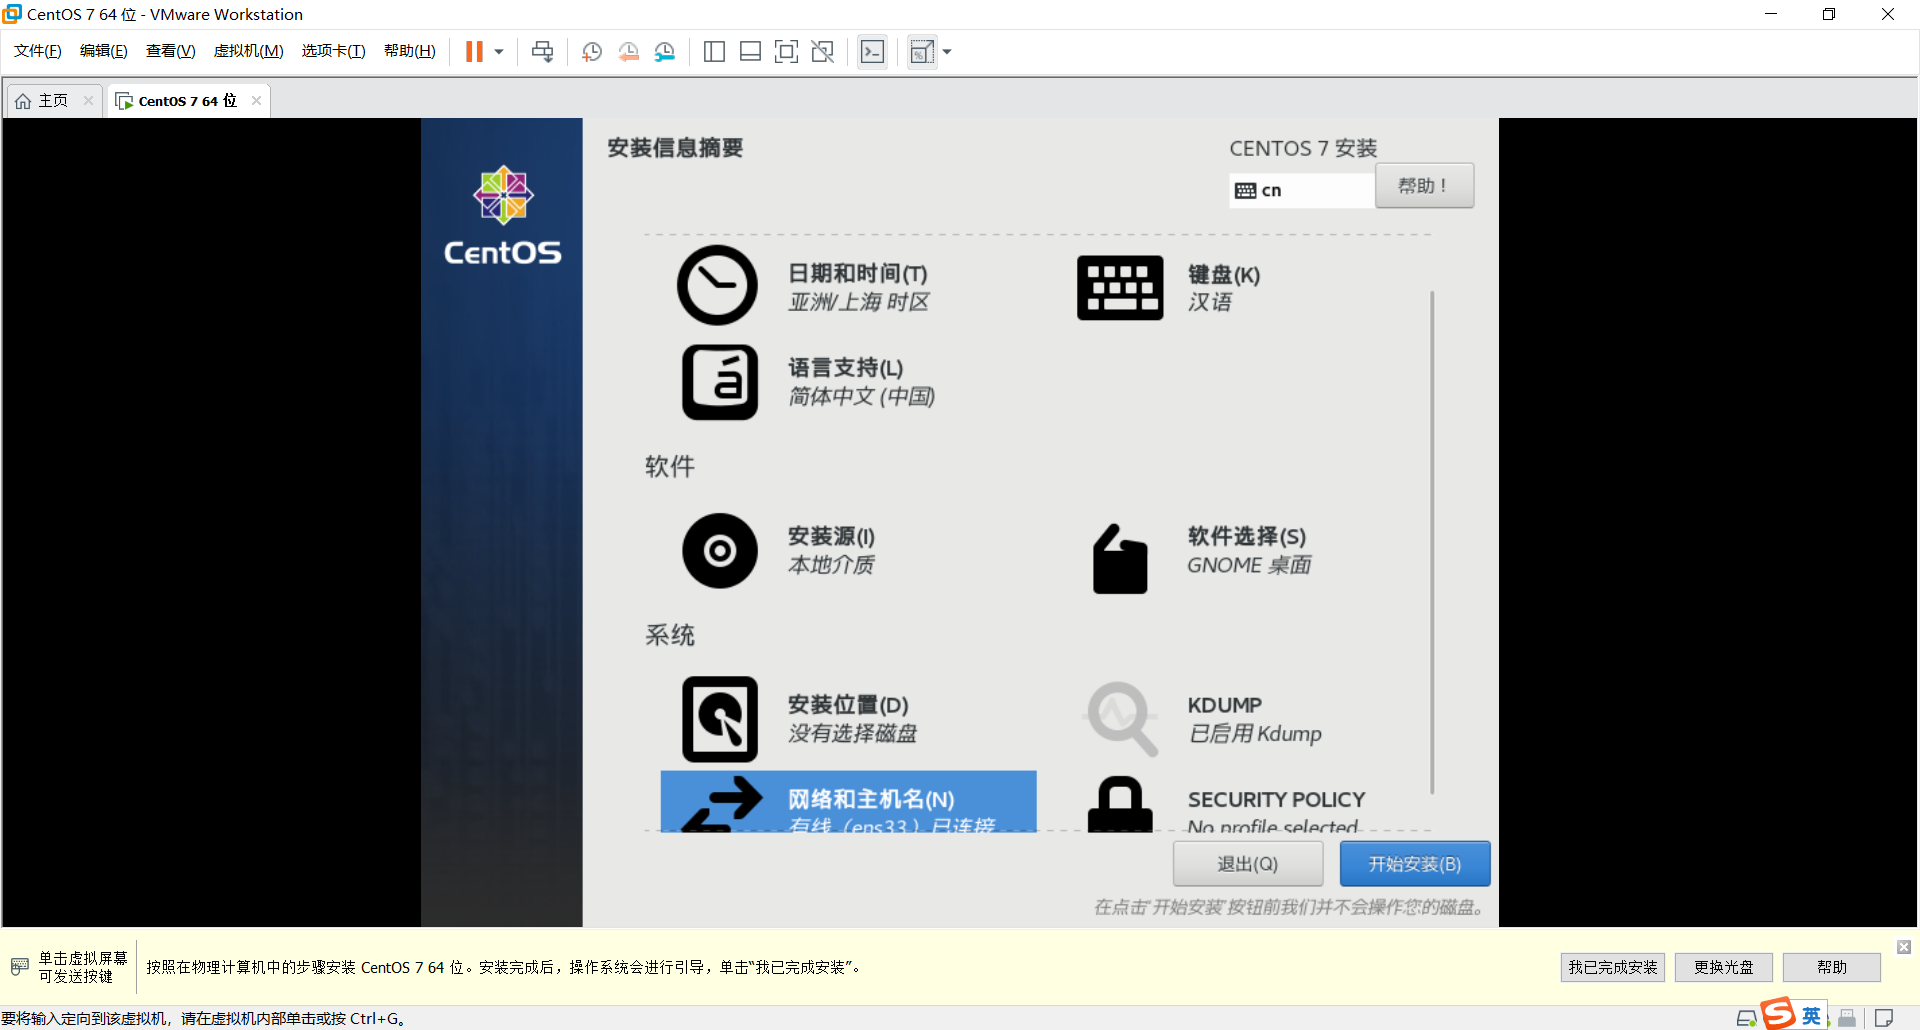 CentOS 7 64 位 - VMware Workstation
文件(F) 编辑(E) 查看(V) 虚拟机(M) 选项卡(T) 帮助(H)
主页 CentOS 7 64 位
CentOS
安装信息摘要
CENTOS 7 安装
cn
帮助！
日期和时间(T)
亚洲/上海 时区
键盘(K)
汉语
语言支持(L)
简体中文 (中国)
软件
安装源(I)
本地介质
软件选择(S)
GNOME 桌面
系统
安装位置(D)
没有选择磁盘
KDUMP
已启用 Kdump
网络和主机名(N)
有线（ens33）已连接
SECURITY POLICY
No profile selected
退出(Q)
开始安装(B)
在点击'开始安装'按钮前我们并不会操作您的磁盘。
单击虚拟屏幕
可发送按键
按照在物理计算机中的步骤安装 CentOS 7 64 位。安装完成后，操作系统会进行引导，单击“我已完成安装”。
我已完成安装
更换光盘
帮助
要将输入定向到该虚拟机，请在虚拟机内部单击或按 Ctrl+G。
英